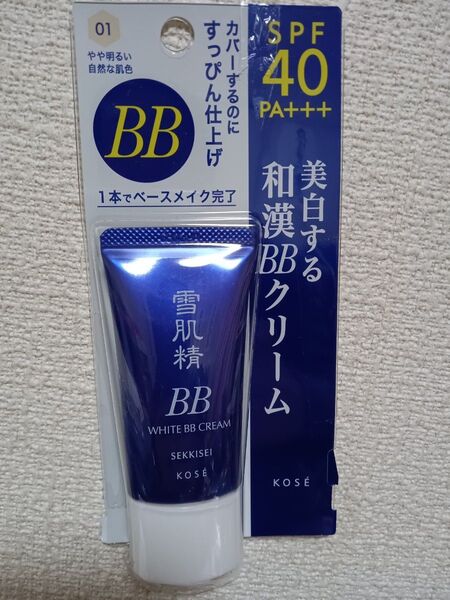 01
やや明るい
自然な肌色
カバーするのに
すっぴん仕上げ
BB
1本でベースメイク完了
SPF
40
PA+++
美白する
和漢BBクリーム
雪肌精
BB
WHITE BB CREAM
SEKKISEI
KOSÉ
KOSÉ